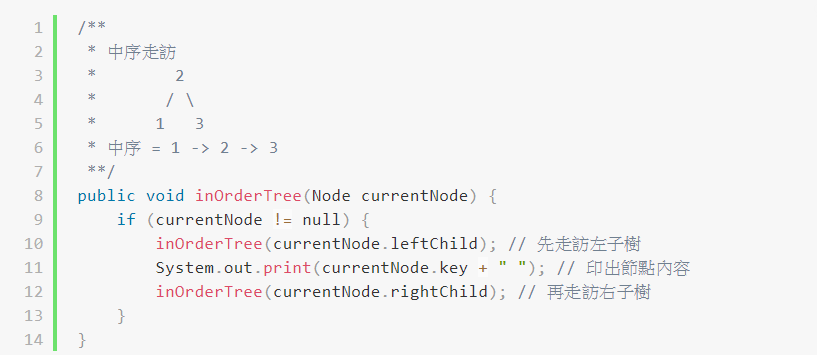 1 /**
2  * 中序走訪
3  *        2
4  *       / \
5  *      1   3
6  * 中序 = 1 -> 2 -> 3
7  **/
8 public void inOrderTree(Node currentNode) {
9     if (currentNode != null) {
10         inOrderTree(currentNode.leftChild); // 先走訪左子樹
11         System.out.print(currentNode.key + " "); // 印出節點內容
12         inOrderTree(currentNode.rightChild); // 再走訪右子樹
13     }
14 }